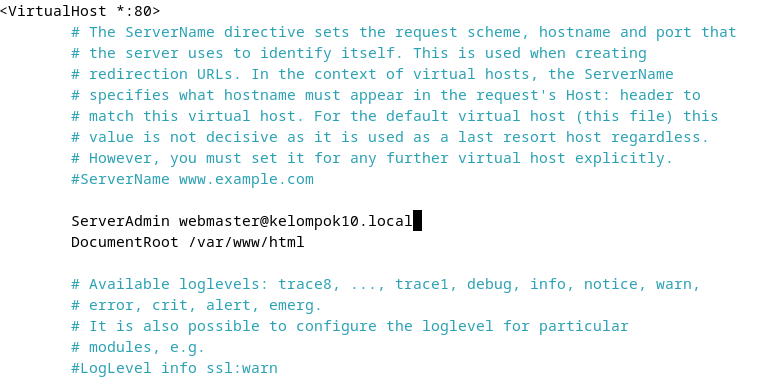 <VirtualHost *:80>
# The ServerName directive sets the request scheme, hostname and port that
# the server uses to identify itself. This is used when creating
# redirection URLs. In the context of virtual hosts, the ServerName
# specifies what hostname must appear in the request's Host: header to
# match this virtual host. For the default virtual host (this file) this
# value is not decisive as it is used as a last resort host regardless.
# However, you must set it for any further virtual host explicitly.
#ServerName www.example.com
ServerAdmin webmaster@kelompok10.local
DocumentRoot /var/www/html
# Available loglevels: trace8, ..., trace1, debug, info, notice, warn,
# error, crit, alert, emerg.
# It is also possible to configure the loglevel for particular
# modules, e.g.
#LogLevel info ssl:warn